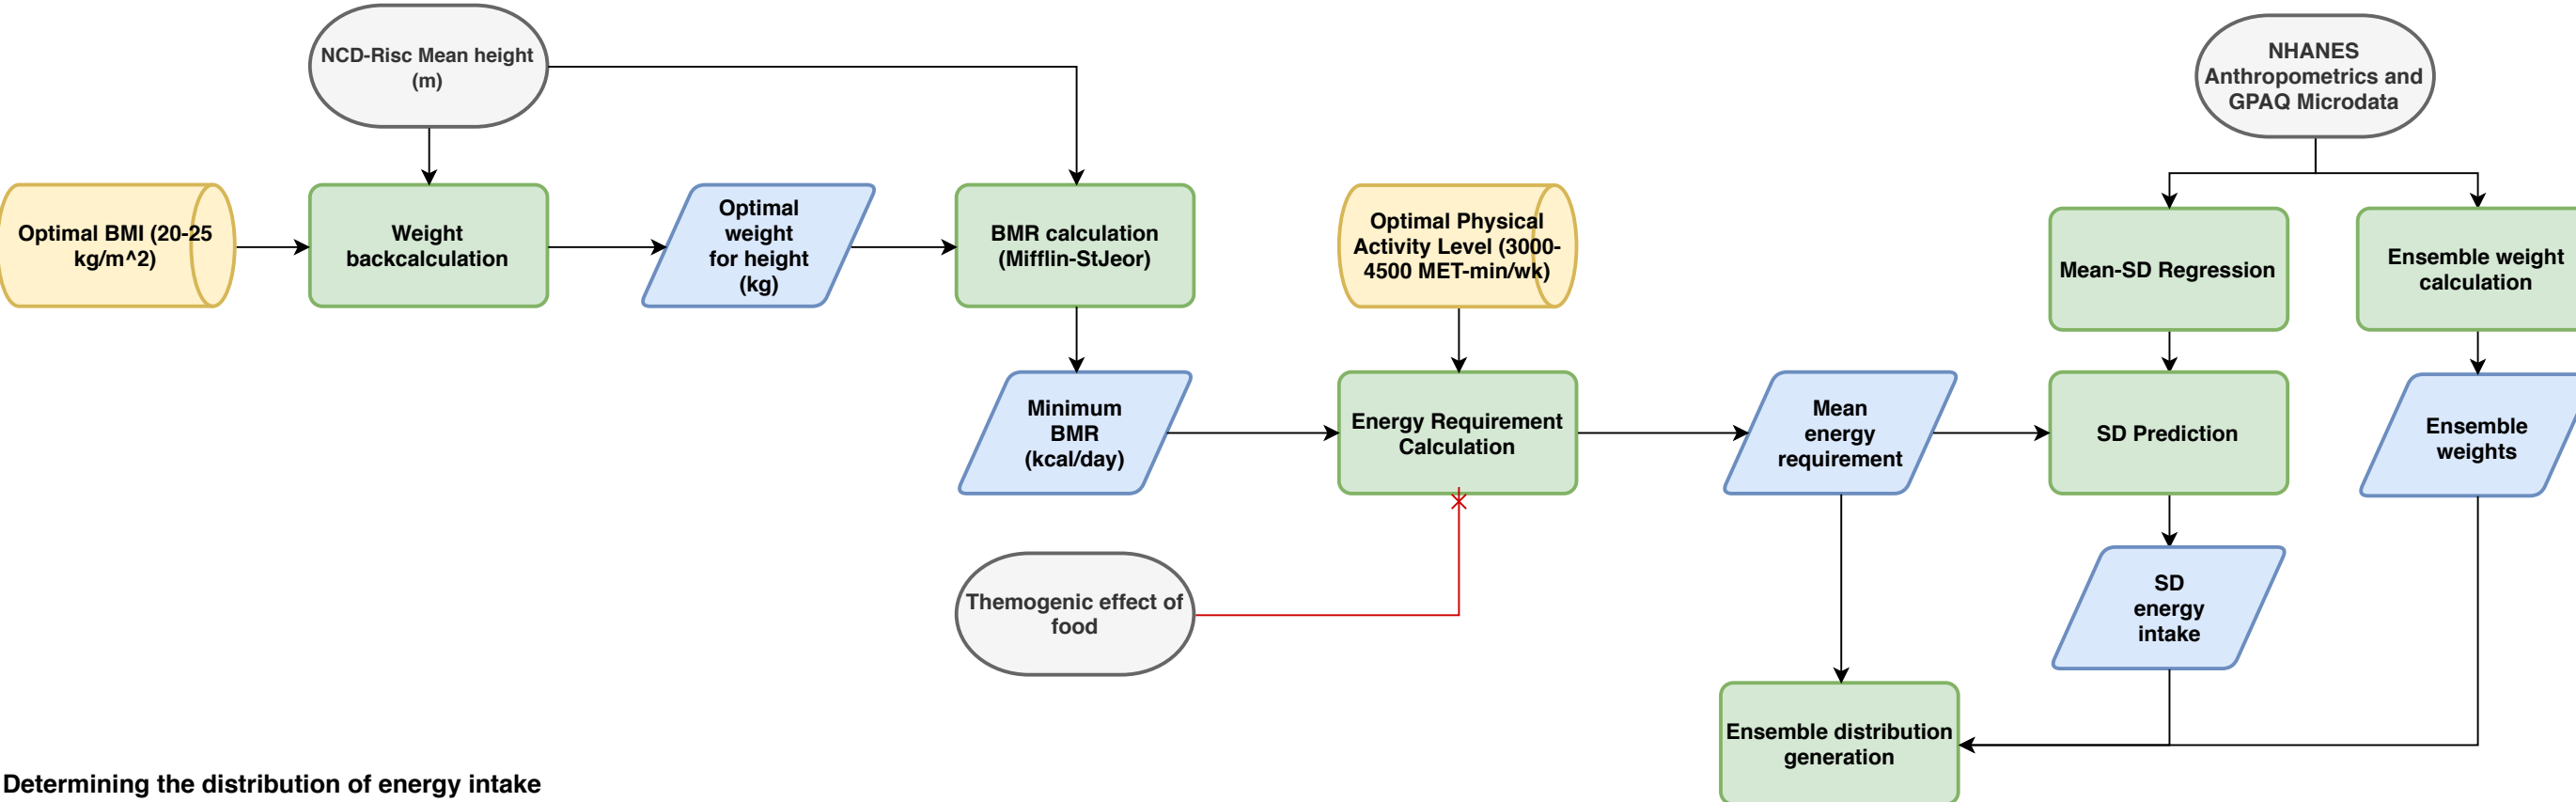 NCD-Risc Mean height
(m)
NHANES
Anthropometrics and
GPAQ Microdata
Optimal BMI (20-25
kg/m^2)
Weight
backcalculation
Optimal
weight
for height
(kg)
BMR calculation
(Mifflin-StJeor)
Optimal Physical
Activity Level (3000-
4500 MET-min/wk)
Mean-SD Regression
Ensemble weight
calculation
Minimum
BMR
(kcal/day)
Energy Requirement
Calculation
Mean
energy
requirement
SD Prediction
Ensemble
weights
Themogenic effect of
food
SD
energy
intake
Ensemble distribution
generation
Determining the distribution of energy intake